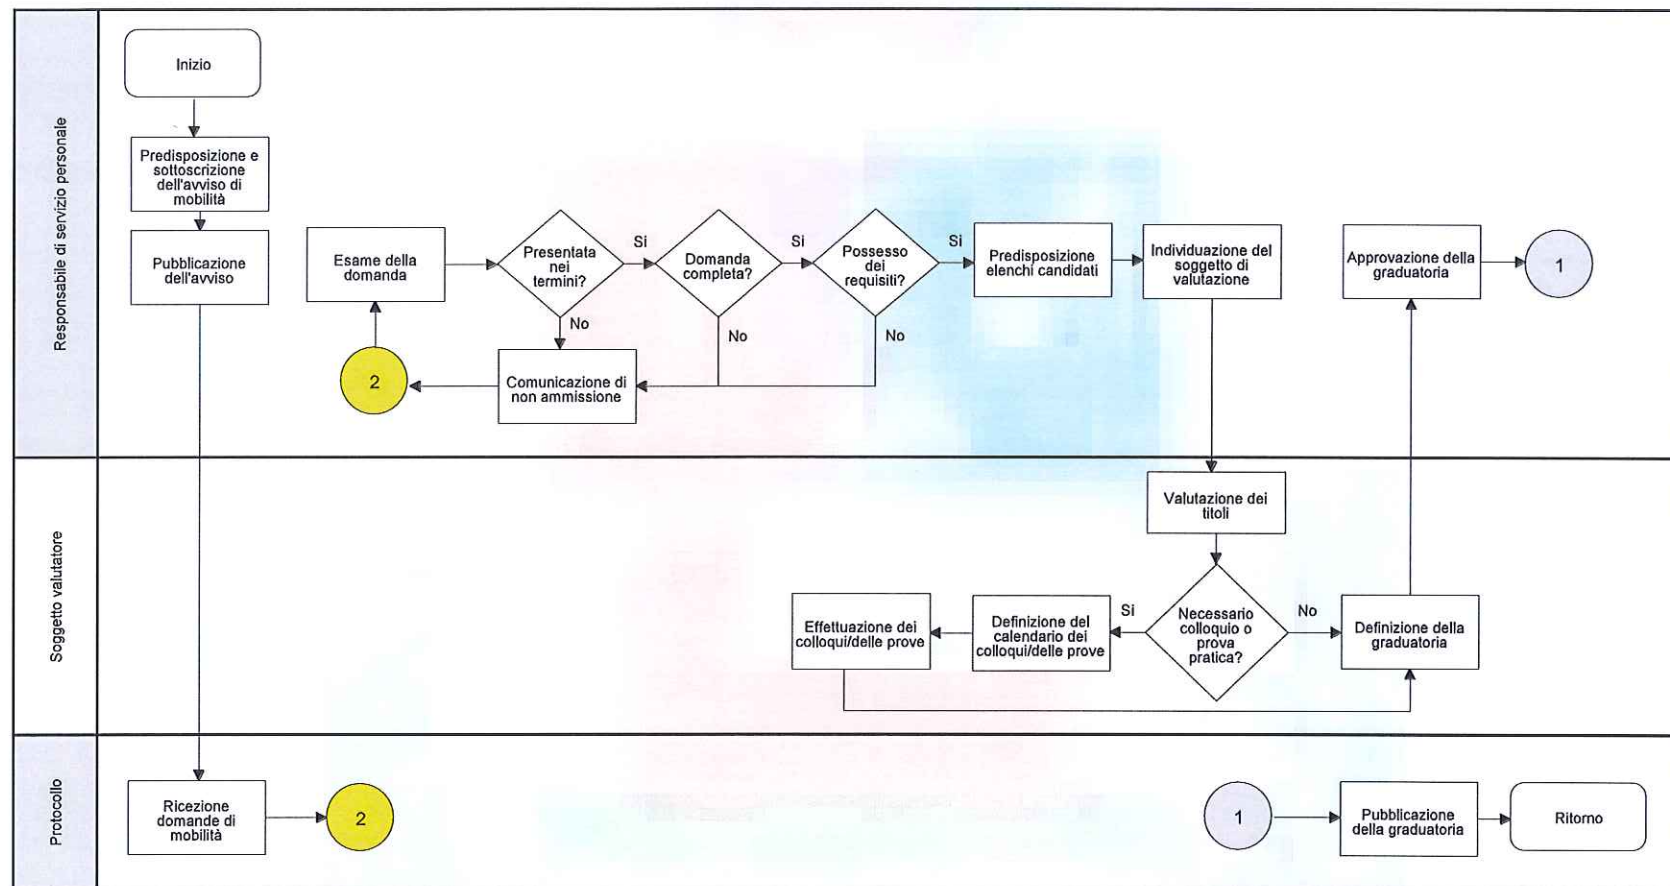 Responsabile di servizio personale
Inizio
Predisposizione e
sottoscrizione
dell'avviso di
mobilità
Pubblicazione
dell'avviso
Esame della
domanda
Presentata
nei
termini?
Si
No
Domanda
completa?
Si
No
Possesso
dei
requisiti?
Si
No
Predisposizione
elenchi candidati
Individuazione del
soggetto di
valutazione
Approvazione della
graduatoria
1
2
Comunicazione di
non ammissione
Soggetto valutatore
Valutazione dei
titoli
Necessario
colloquio o
prova
pratica?
Si
No
Definizione del
calendario dei
colloqui/delle prove
Effettuazione dei
colloqui/delle prove
Definizione della
graduatoria
Protocollo
Ricezione
domande di
mobilità
2
1
Pubblicazione
della graduatoria
Ritorno